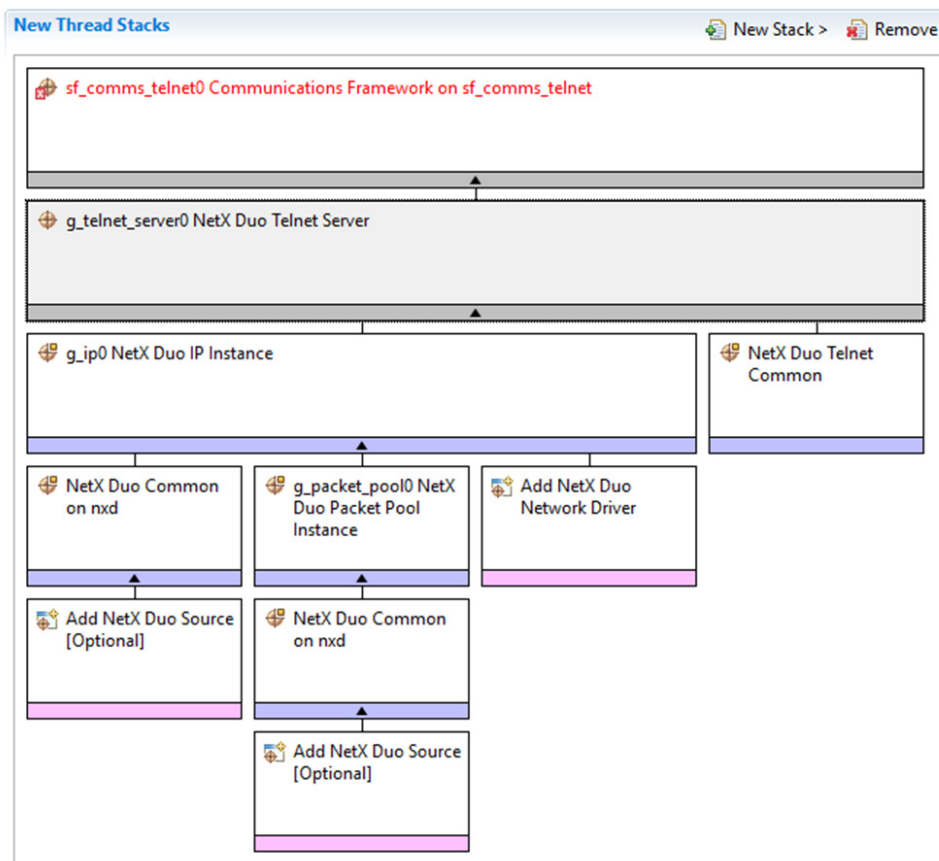 New Thread Stacks
New Stack >
Remove
sf_comms_telnet0 Communications Framework on sf_comms_telnet
g_telnet_server0 NetX Duo Telnet Server
g_ip0 NetX Duo IP Instance
NetX Duo Telnet
Common
NetX Duo Common
on nxd
g_packet_pool0 NetX
Duo Packet Pool
Instance
Add NetX Duo
Network Driver
Add NetX Duo Source
[Optional]
NetX Duo Common
on nxd
Add NetX Duo Source
[Optional]